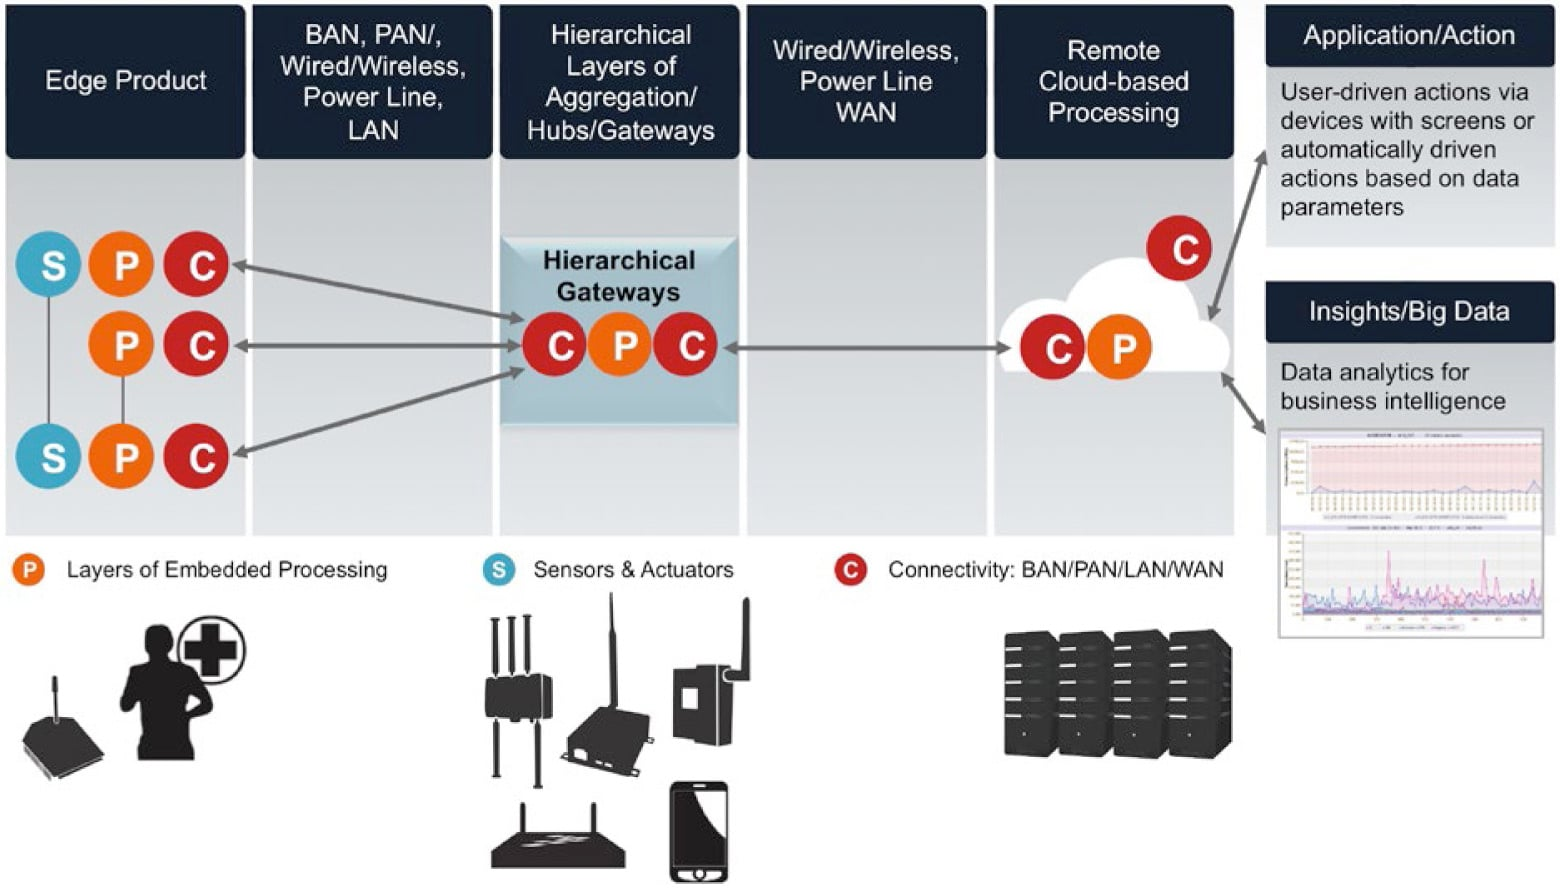 Edge Product
BAN, PAN/,
Wired/Wireless,
Power Line,
LAN
Hierarchical
Layers of
Aggregation/
Hubs/Gateways
Wired/Wireless,
Power Line
WAN
Remote
Cloud-based
Processing
Application/Action
User-driven actions via
devices with screens or
automatically driven
actions based on data
parameters
S P C
P C
S P C
Hierarchical
Gateways
C P C
C
C P
Insights/Big Data
Data analytics for
business intelligence
P Layers of Embedded Processing
S Sensors & Actuators
C Connectivity: BAN/PAN/LAN/WAN